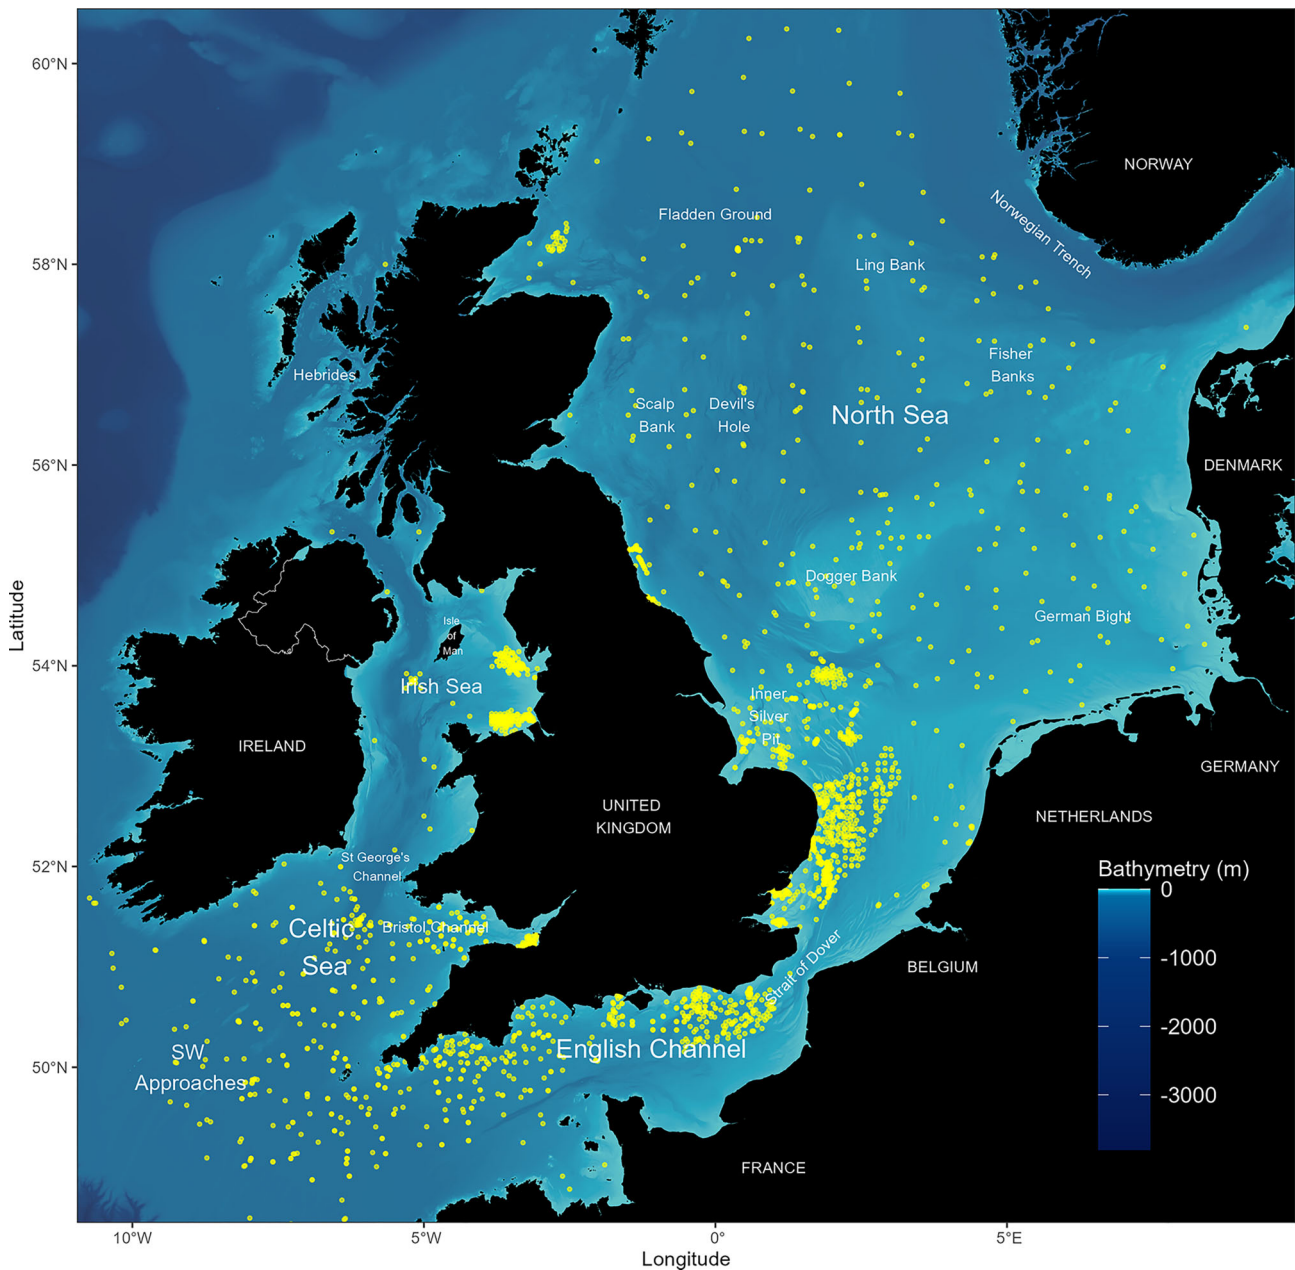 60°N
NORWAY
Norwegian Trench
Fladden Ground
58°N
Ling Bank
Hebrides
Fisher
Banks
Scalp
Bank
Devil's
Hole
North Sea
56°N
DENMARK
Dogger Bank
German Bight
Isle
of
Man
54°N
Irish Sea
Inner
Silver
Pit
IRELAND
GERMANY
UNITED
KINGDOM
NETHERLANDS
52°N
St George's
Channel
Bathymetry (m)
0
-1000
-2000
-3000
Celtic
Sea
Bristol Channel
Strait of Dover
BELGIUM
SW
Approaches
English Channel
50°N
FRANCE
Latitude
10°W
5°W
0°
5°E
Longitude